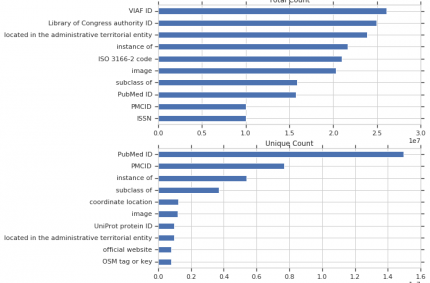 Total Count
VIAF ID
Library of Congress authority ID
located in the administrative territorial entity
instance of
ISO 3166-2 code
image
subclass of
PubMed ID
PMCID
ISSN
0.0 0.5 1.0 1.5 2.0 2.5 3.0
1e7
Unique Count
PubMed ID
PMCID
instance of
subclass of
coordinate location
image
UniProt protein ID
located in the administrative territorial entity
official website
OSM tag or key
0.0 0.2 0.4 0.6 0.8 1.0 1.2 1.4 1.6